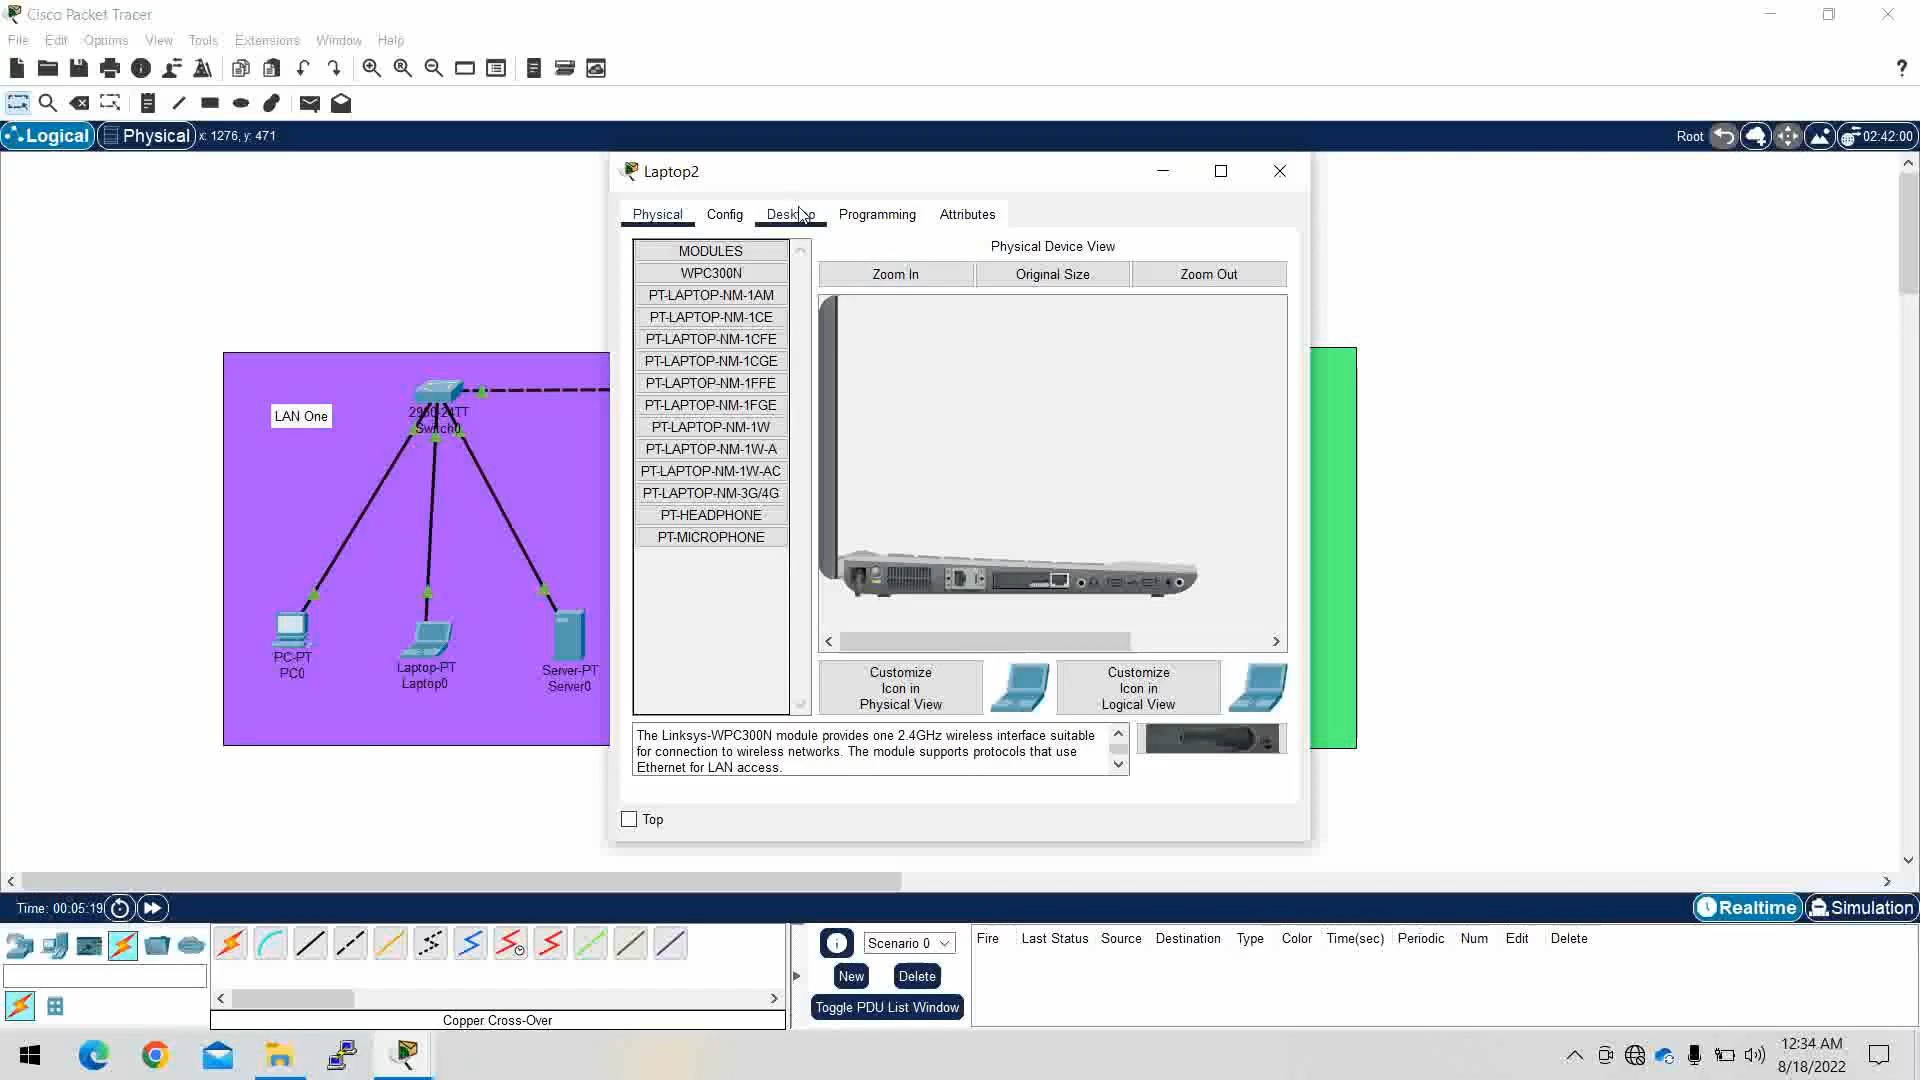 Cisco Packet Tracer
File Edit Options View Tools Extensions Window Help
?
Logical Physical x: 1276, y: 471
Root 02:42:00
Laptop2
Physical Config Desktop Programming Attributes
MODULES
WPC300N
PT-LAPTOP-NM-1AM
PT-LAPTOP-NM-1CE
PT-LAPTOP-NM-1CFE
PT-LAPTOP-NM-1CGE
PT-LAPTOP-NM-1FFE
PT-LAPTOP-NM-1FGE
PT-LAPTOP-NM-1W
PT-LAPTOP-NM-1W-A
PT-LAPTOP-NM-1W-AC
PT-LAPTOP-NM-3G/4G
PT-HEADPHONE
PT-MICROPHONE
Physical Device View
Zoom In Original Size Zoom Out
Customize
Icon in
Physical View
Customize
Icon in
Logical View
The Linksys-WPC300N module provides one 2.4GHz wireless interface suitable
for connection to wireless networks. The module supports protocols that use
Ethernet for LAN access.
Top
LAN One
2960-24TT
Switch0
PC-PT
PC0
Laptop-PT
Laptop0
Server-PT
Server0
Time: 00:05:19
Realtime Simulation
Scenario 0
New Delete
Toggle PDU List Window
Fire Last Status Source Destination Type Color Time(sec) Periodic Num Edit Delete
Copper Cross-Over
12:34 AM
8/18/2022